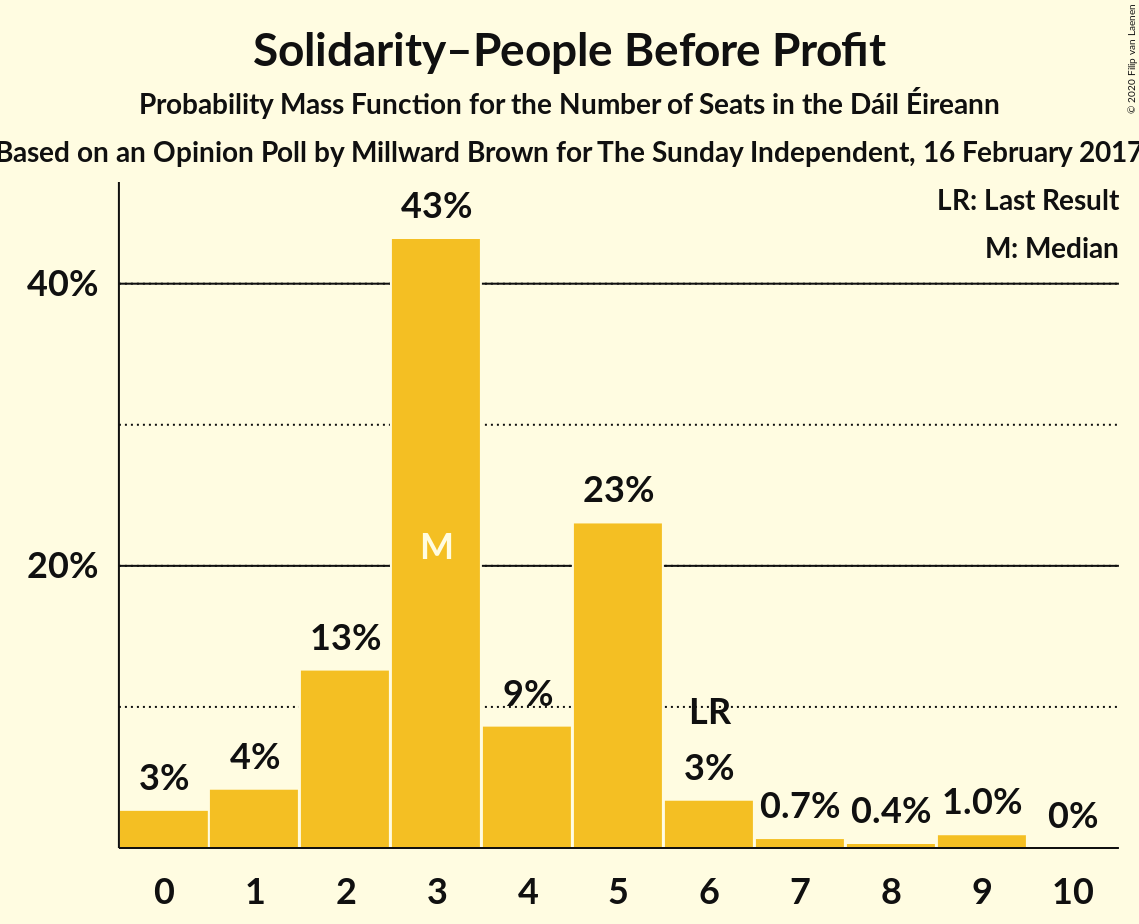 Solidarity–People Before Profit
Probability Mass Function for the Number of Seats in the Dáil Éireann
Based on an Opinion Poll by Millward Brown for The Sunday Independent, 16 February 2017
© 2020 Filip van Laenen
LR: Last Result
M: Median
43%
40%
23%
M
20%
13%
9%
LR
4%
3%
3%
0.7%
0.4%
1.0%
0%
0 1 2 3 4 5 6 7 8 9 10